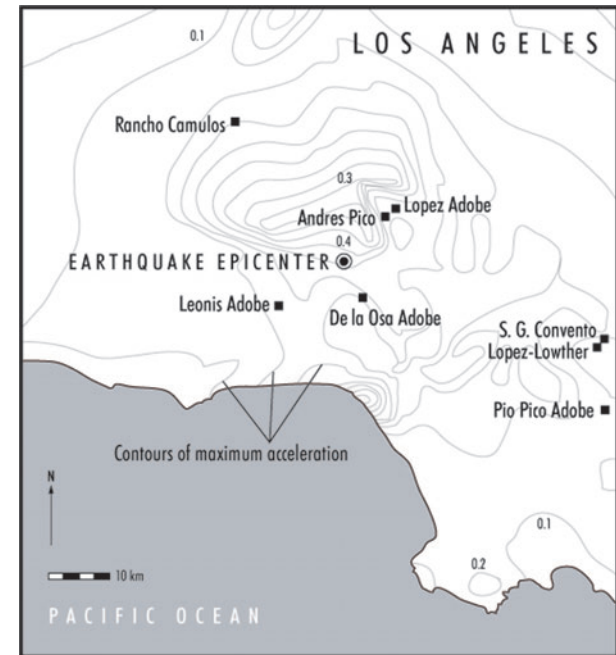 0.1
LOS ANGELES
Rancho Camulos
0.3
Lopez Adobe
Andres Pico
0.4
EARTHQUAKE EPICENTER
Leonis Adobe
De la Osa Adobe
S. G. Convento
Lopez-Lowther
Pio Pico Adobe
Contours of maximum acceleration
N
0.1
0.2
10 km
PACIFIC OCEAN